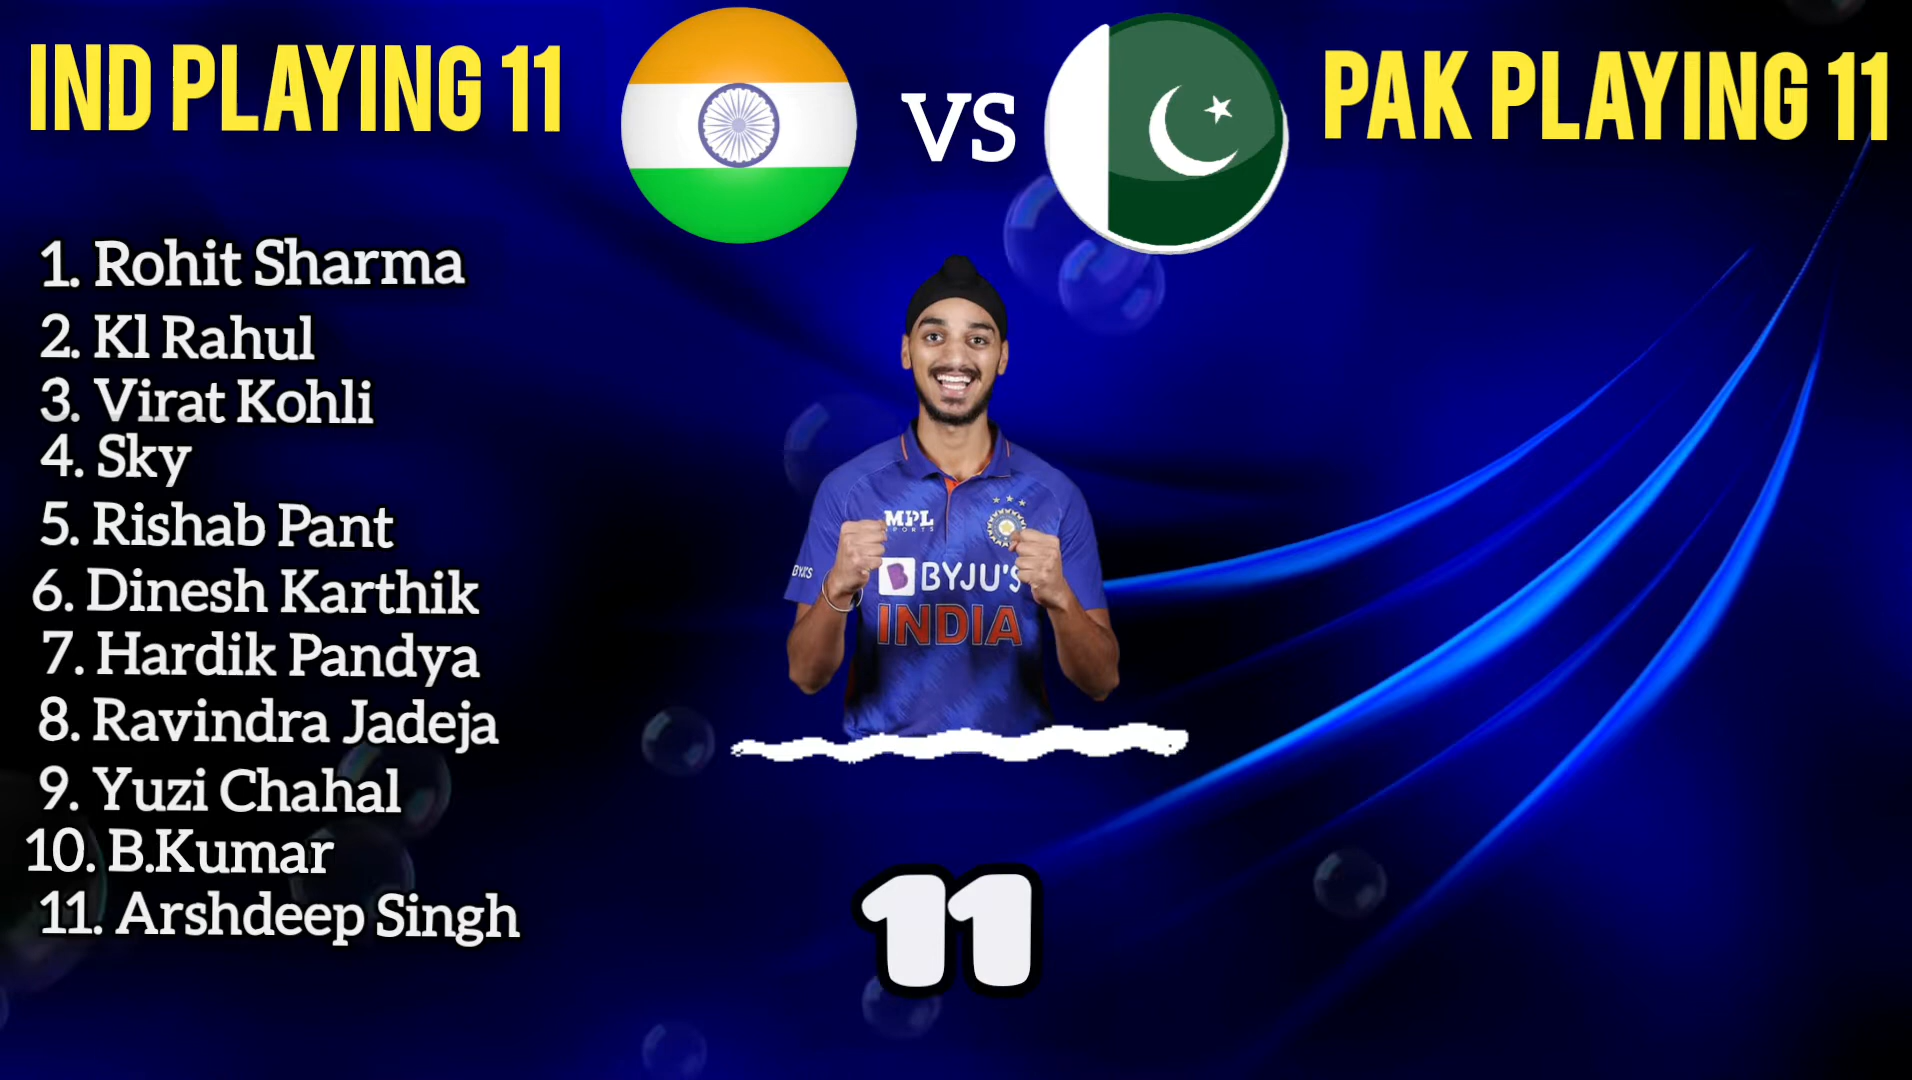 IND PLAYING 11
VS
PAK PLAYING 11
1. Rohit Sharma
2. Kl Rahul
3. Virat Kohli
4. Sky
5. Rishab Pant
6. Dinesh Karthik
7. Hardik Pandya
8. Ravindra Jadeja
9. Yuzi Chahal
10. B.Kumar
11. Arshdeep Singh
MPL
SPORTS
BYJU'S
BYJU'S
INDIA
11